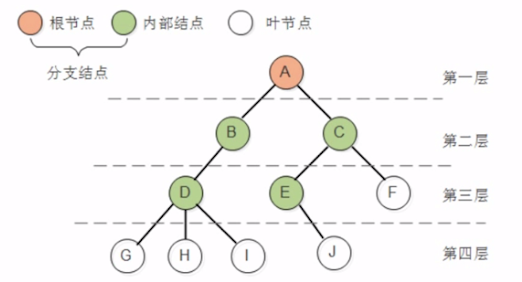 根节点 内部结点 叶节点
分支结点
A 第一层
B C 第二层
D E F 第三层
G H I J 第四层